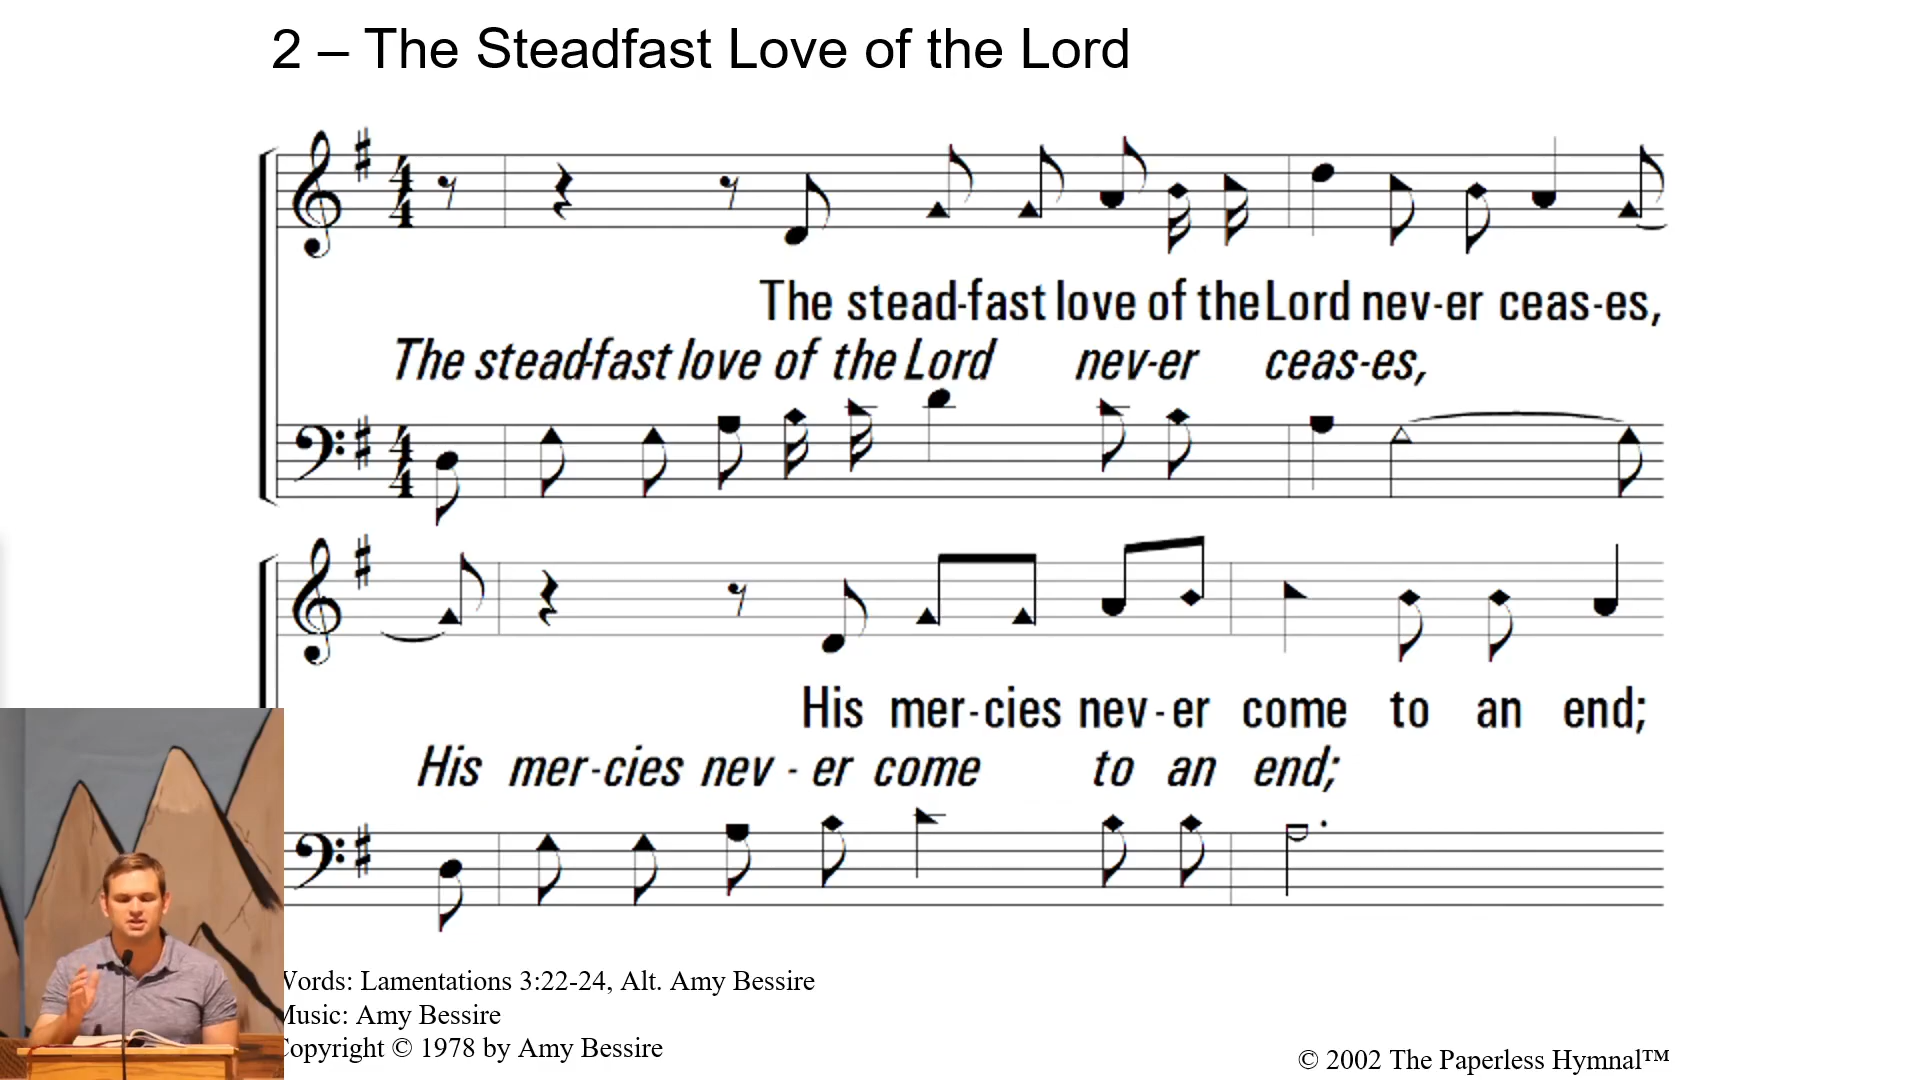 2 – The Steadfast Love of the Lord
The stead-fast love of the Lord nev-er ceas-es,
The stead-fast love of the Lord nev-er ceas-es,
His mer-cies nev-er come to an end;
His mer-cies nev-er come to an end;
Words: Lamentations 3:22-24, Alt. Amy Bessire
Music: Amy Bessire
Copyright © 1978 by Amy Bessire
© 2002 The Paperless Hymnal™